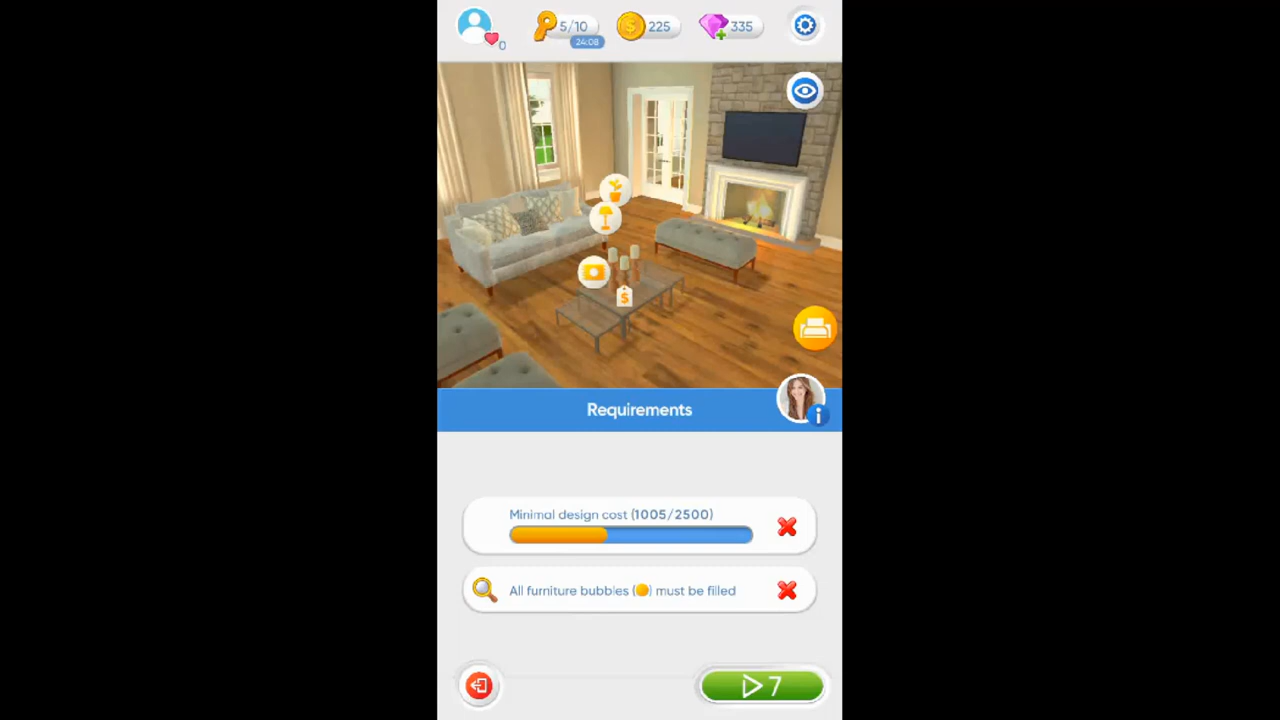 0
5/10
24:08
225
335
$
Requirements
i
Minimal design cost (1005/2500)
All furniture bubbles ( ) must be filled
7